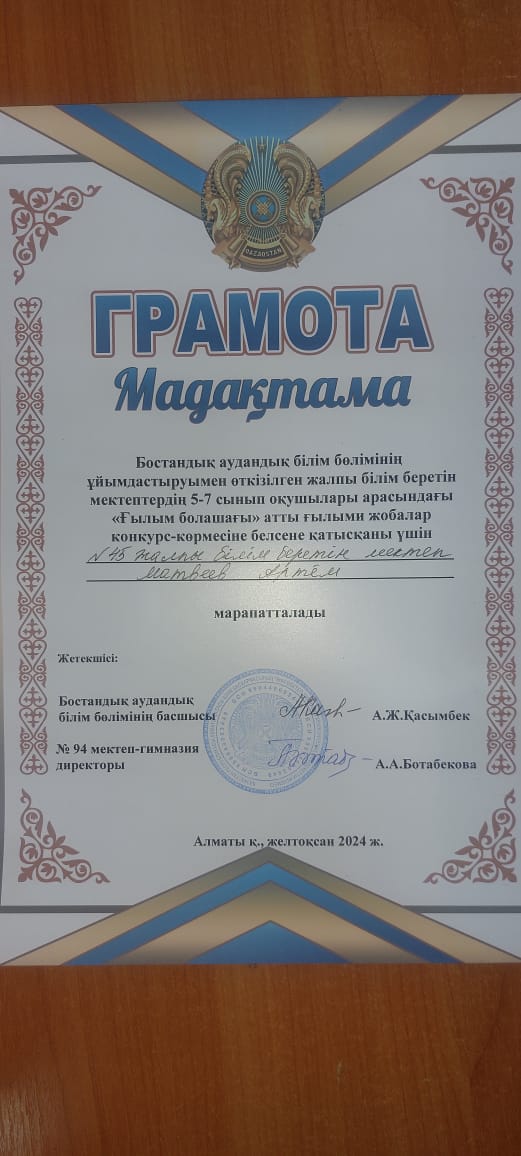 QAZAQSTAN
ГРАМОТА
Мадақтама
Бостандық аудандық білім бөлімінің
ұйымдастыруымен өткізілген жалпы білім беретін
мектептердің 5-7 сынып оқушылары арасындағы
«Ғылым болашағы» атты ғылыми жобалар
конкурс-көрмесіне белсене қатысқаны үшін
№45 жалпы білім беретін мектеп
Матвеев Артём
марапатталады
Жетекшісі:
Бостандық аудандық
білім бөлімінің басшысы
А.Ж.Қасымбек
№ 94 мектеп-гимназия
директоры
А.А.Ботабекова
Алматы қ., желтоқсан 2024 ж.